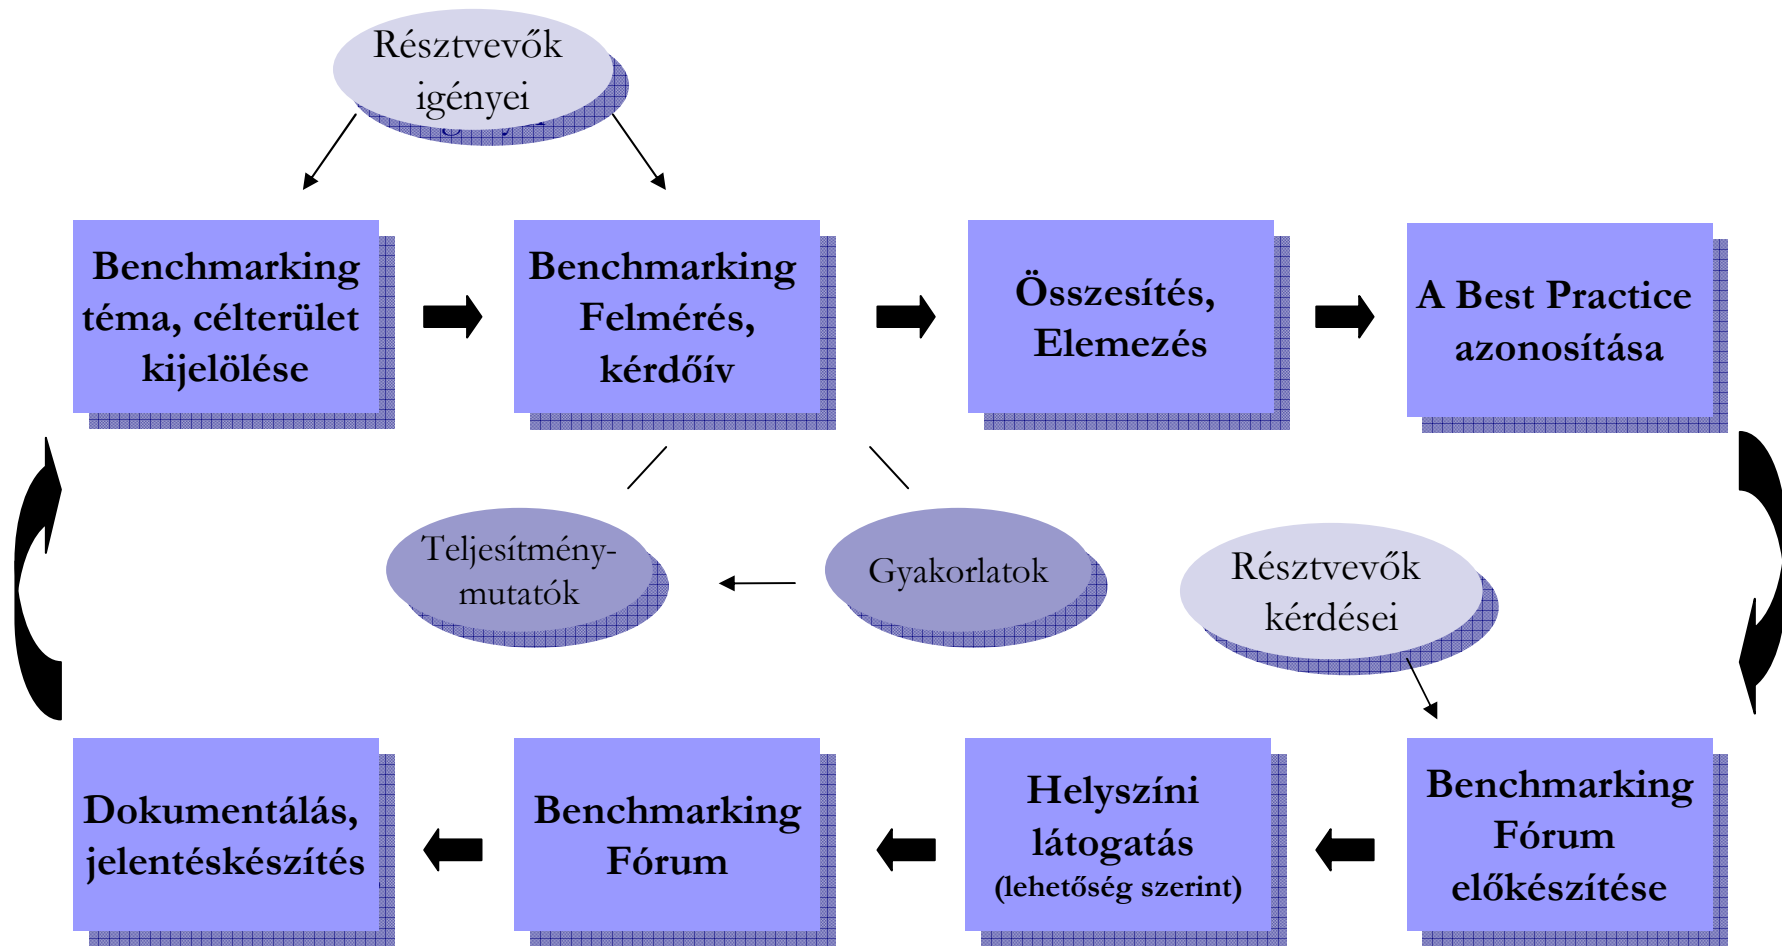 Résztvevők
igényei
Benchmarking
téma, célterület
kijelölése
Benchmarking
Felmérés,
kérdőív
Összesítés,
Elemezés
A Best Practice
azonosítása
Teljesítmény-
mutatók
Gyakorlatok
Résztvevők
kérdései
Dokumentálás,
jelentéskészítés
Benchmarking
Fórum
Helyszíni
látogatás
(lehetőség szerint)
Benchmarking
Fórum
előkészítése